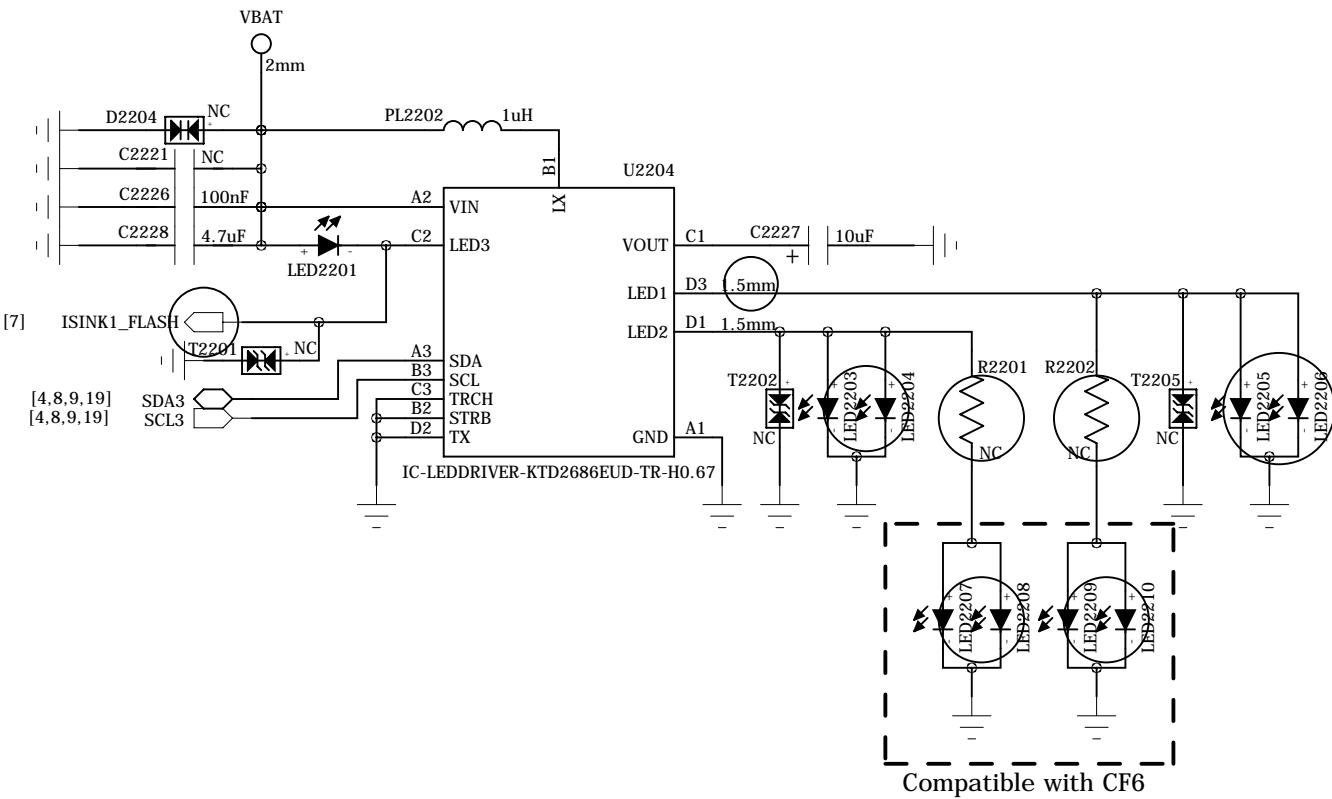 VBAT
2mm
D2204 NC
PL2202 1uH
C2221 NC
B1
U2204
LX
C2226 100nF
A2 VIN
C2228 4.7uF
C2 LED3
+ -
LED2201
VOUT C1 C2227 10uF
+
LED1 D3 1.5mm
[7] ISINK1_FLASH
LED2 D1 1.5mm
T2201 NC
A3 SDA
B3 SCL
C3 TRCH
B2 STRB
D2 TX
[4,8,9,19] SDA3
[4,8,9,19] SCL3
GND A1
IC-LEDDRIVER-KTD2686EUD-TR-H0.67
T2202
NC
LED2203
LED2204
R2201
NC
R2202
NC
T2205
NC
LED2205
LED2206
LED2207
LED2208
LED2209
LED2210
Compatible with CF6